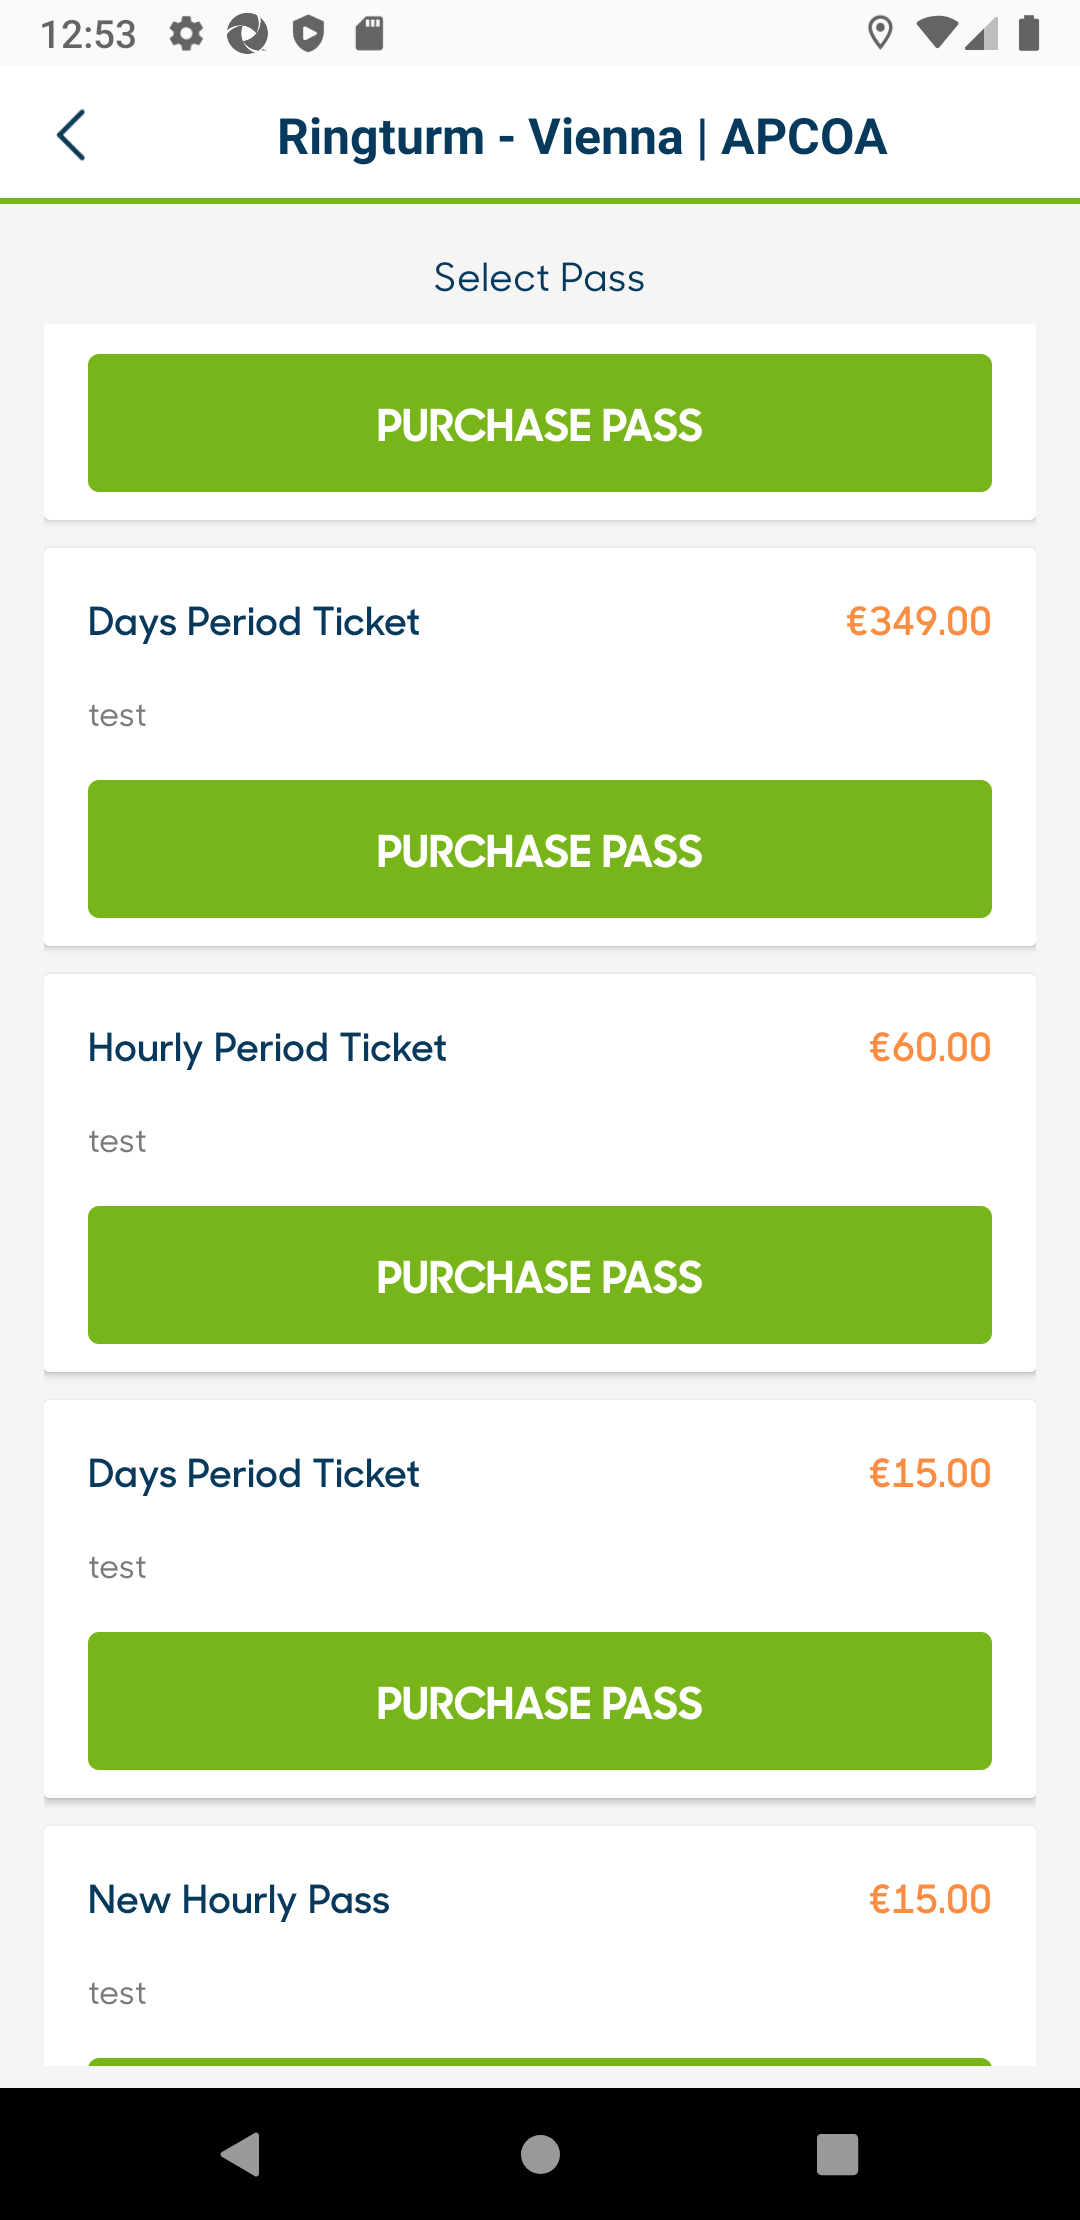 12:53
Ringturm - Vienna | APCOA
Select Pass
PURCHASE PASS
Days Period Ticket €349.00
test
PURCHASE PASS
Hourly Period Ticket €60.00
test
PURCHASE PASS
Days Period Ticket €15.00
test
PURCHASE PASS
New Hourly Pass €15.00
test